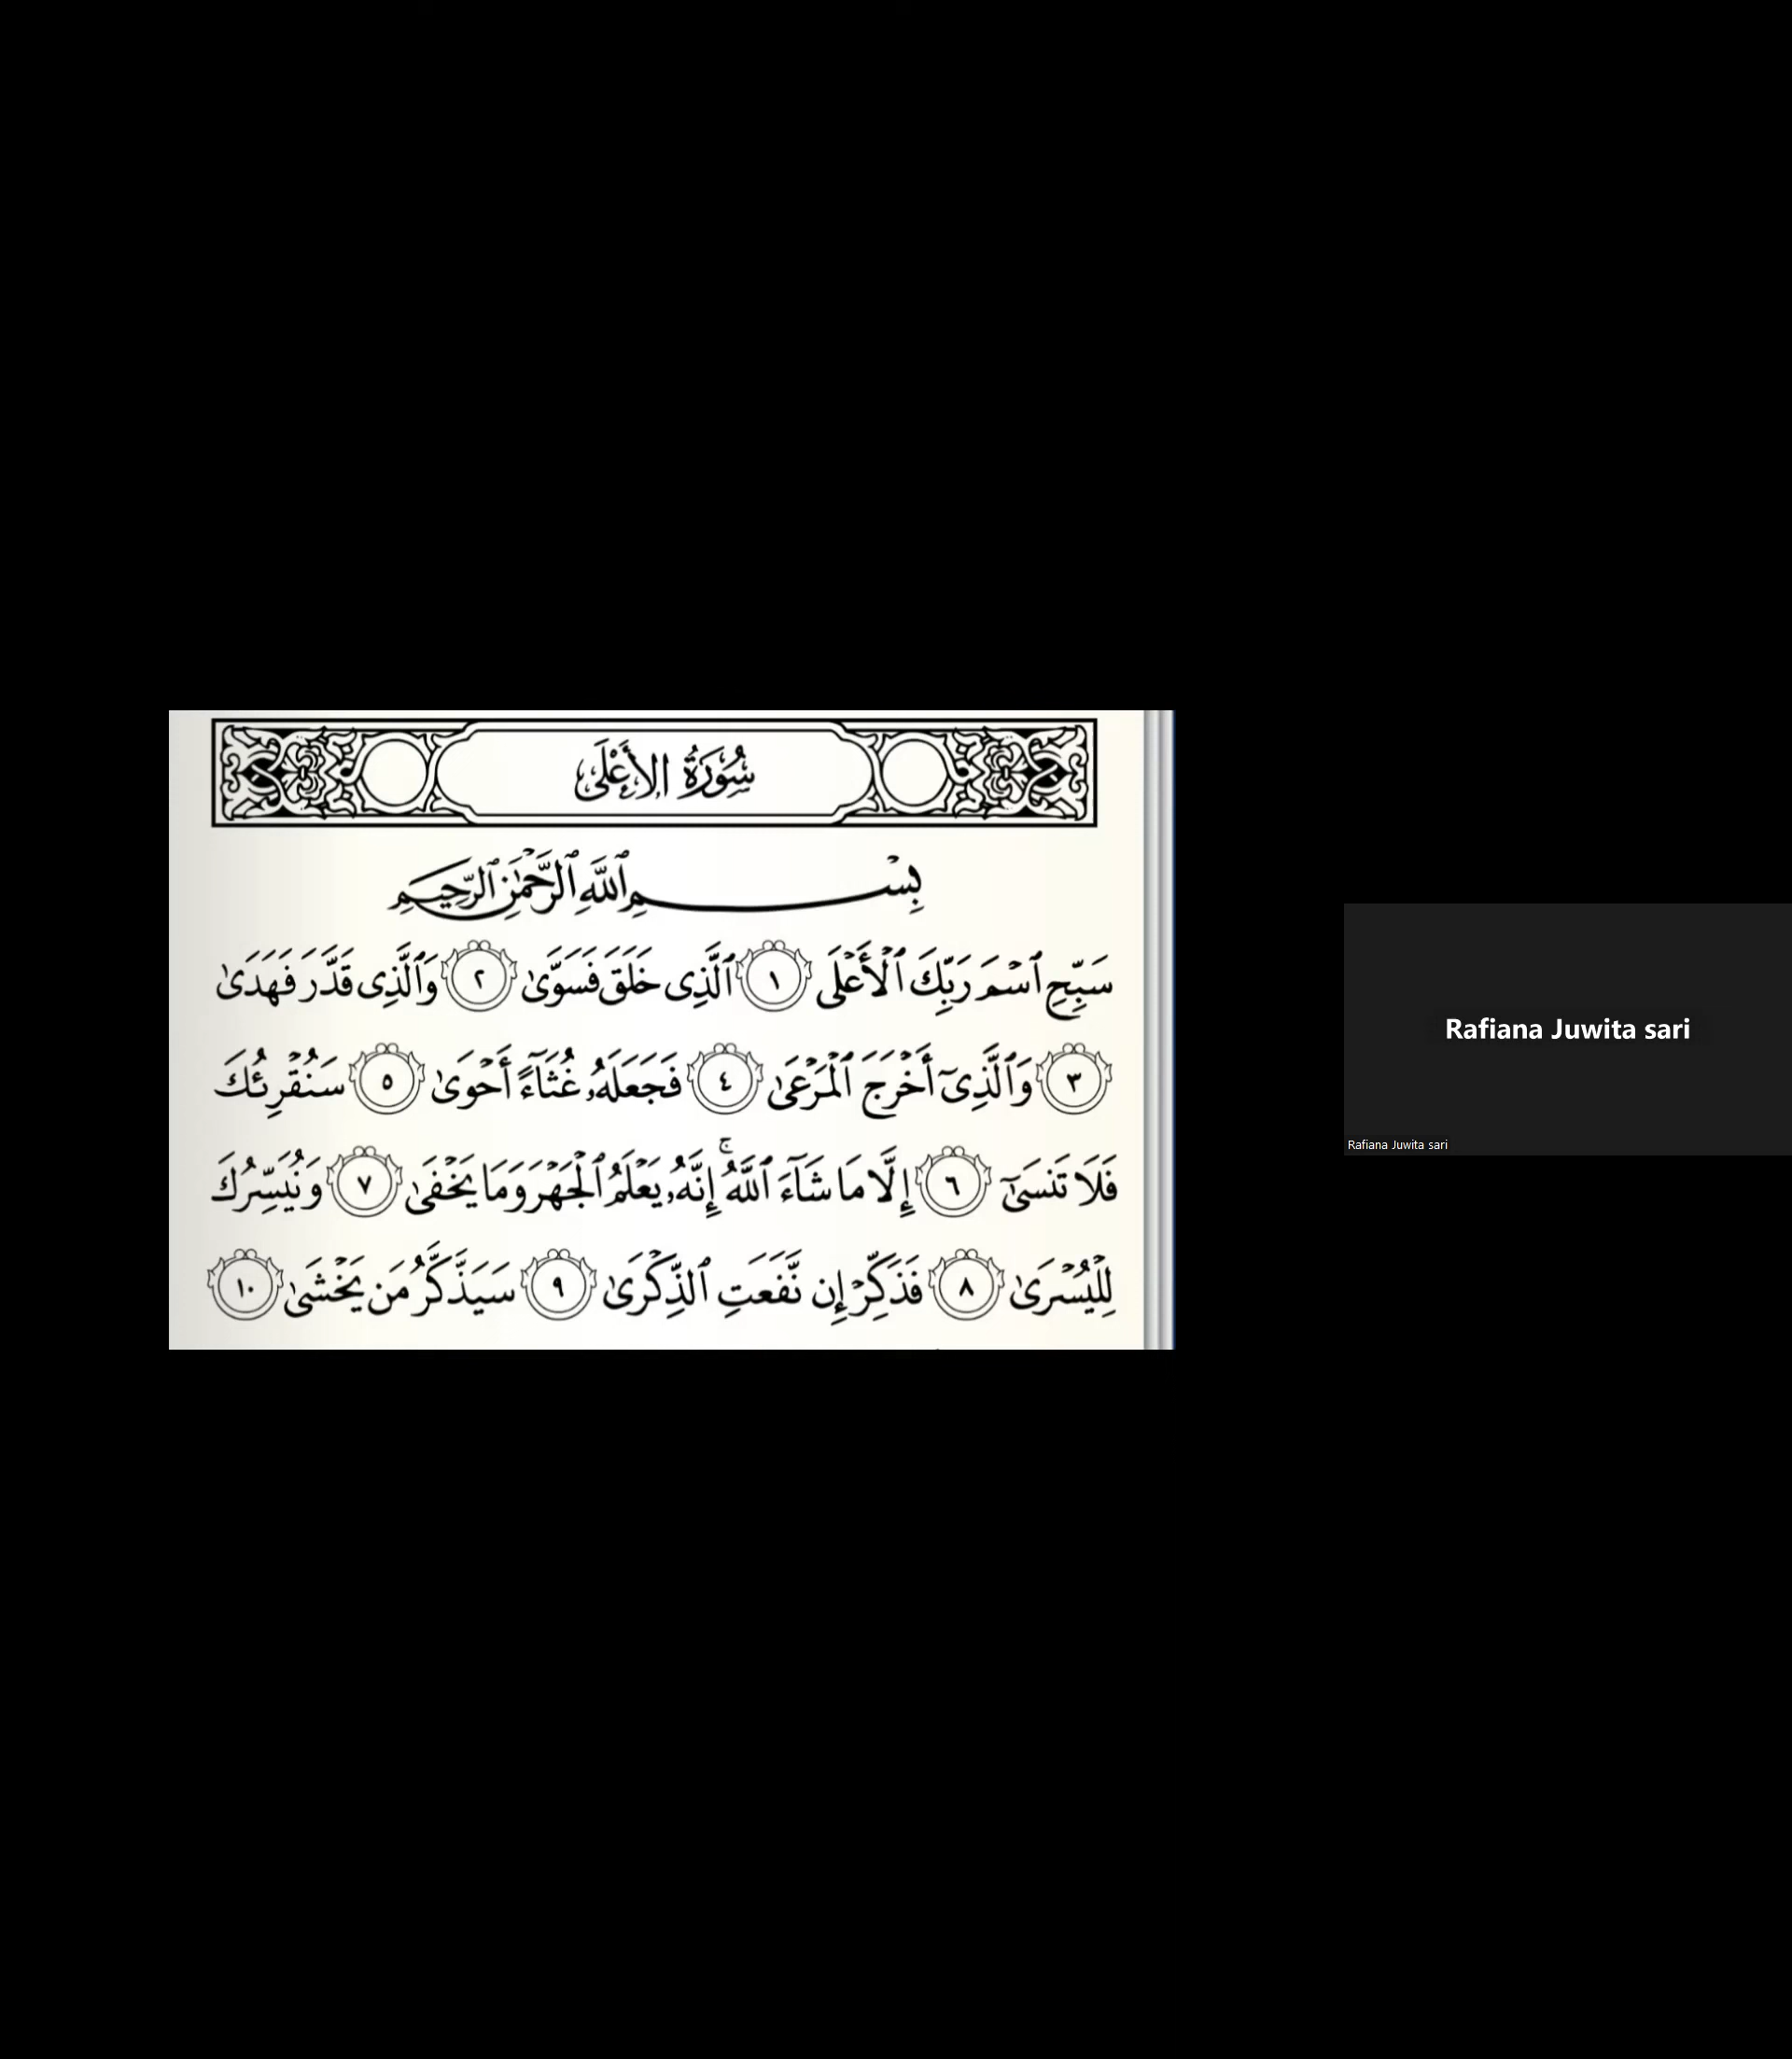 سُورَةُ الأَعْلَى
بِسْمِ ٱللَّهِ ٱلرَّحْمَٰنِ ٱلرَّحِيمِ
سَبِّحِ ٱسْمَ رَبِّكَ ٱلْأَعْلَى ١ ٱلَّذِى خَلَقَ فَسَوَّىٰ ٢ وَٱلَّذِى قَدَّرَ فَهَدَىٰ
٣ وَٱلَّذِىٓ أَخْرَجَ ٱلْمَرْعَىٰ ٤ فَجَعَلَهُۥ غُثَآءً أَحْوَىٰ ٥ سَنُقْرِئُكَ
فَلَا تَنسَىٰٓ ٦ إِلَّا مَا شَآءَ ٱللَّهُ ۚ إِنَّهُۥ يَعْلَمُ ٱلْجَهْرَ وَمَا يَخْفَىٰ ٧ وَنُيَسِّرُكَ
لِلْيُسْرَىٰ ٨ فَذَكِّرْ إِن نَّفَعَتِ ٱلذِّكْرَىٰ ٩ سَيَذَّكَّرُ مَن يَخْشَىٰ ١٠
Rafiana Juwita sari
Rafiana Juwita sari